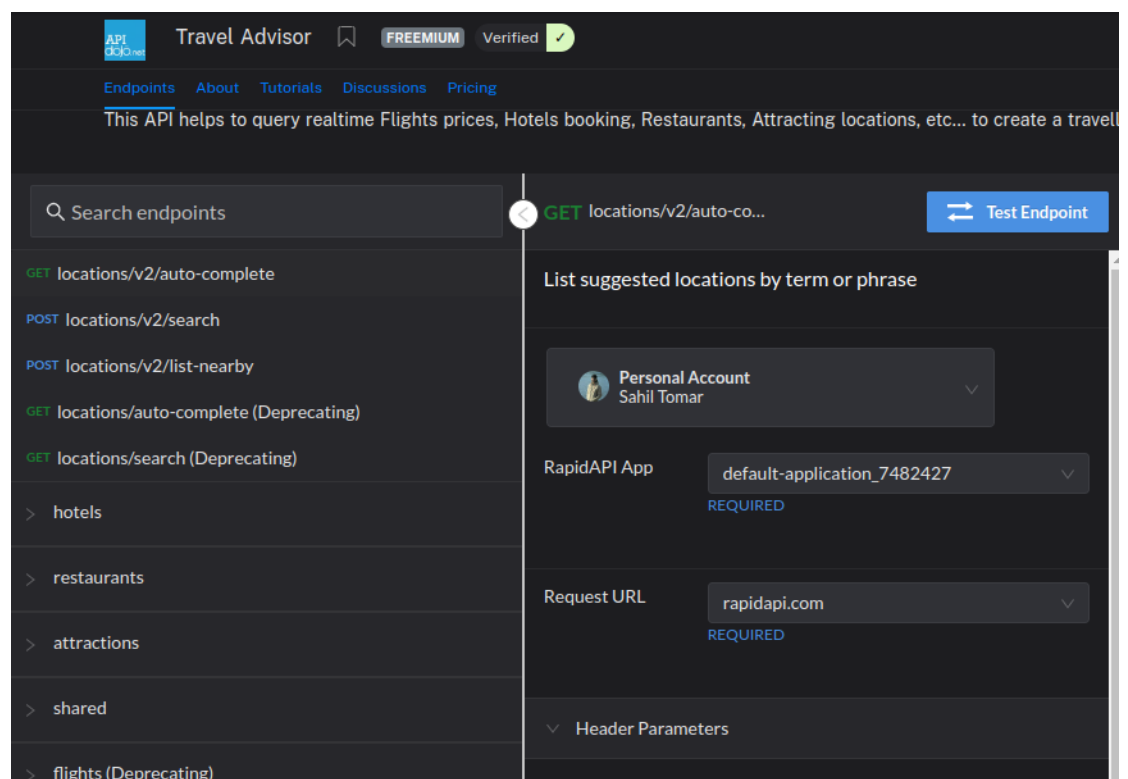 API
dojo.net
Travel Advisor
FREEMIUM
Verified
Endpoints About Tutorials Discussions Pricing
This API helps to query realtime Flights prices, Hotels booking, Restaurants, Attracting locations, etc... to create a travell
Search endpoints
GET locations/v2/auto-complete
POST locations/v2/search
POST locations/v2/list-nearby
GET locations/auto-complete (Deprecating)
GET locations/search (Deprecating)
hotels
restaurants
attractions
shared
flights (Deprecating)
GET locations/v2/auto-co...
Test Endpoint
List suggested locations by term or phrase
Personal Account
Sahil Tomar
RapidAPI App
default-application_7482427
REQUIRED
Request URL
rapidapi.com
REQUIRED
Header Parameters